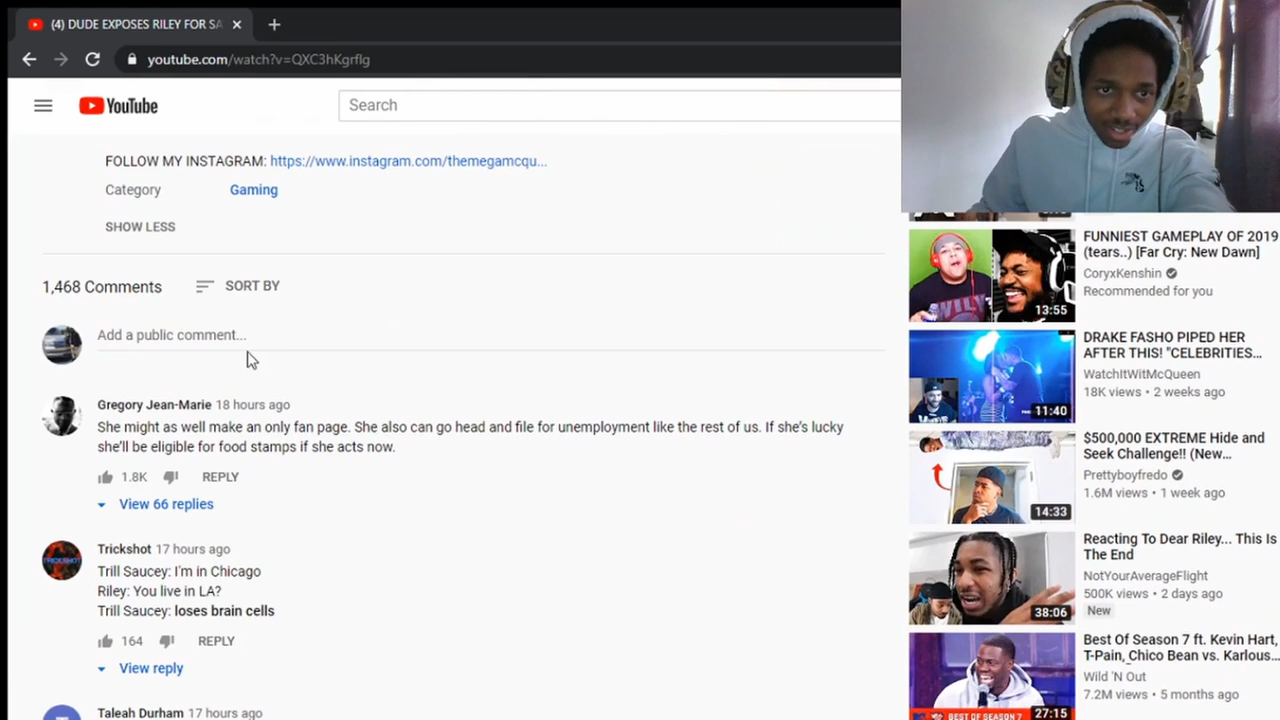 (4) DUDE EXPOSES RILEY FOR SA
youtube.com/watch?v=QXC3hKgrfIg
YouTube
Search
FOLLOW MY INSTAGRAM: https://www.instagram.com/themegamcqu...
Category Gaming
SHOW LESS
1,468 Comments SORT BY
Add a public comment...
Gregory Jean-Marie 18 hours ago
She might as well make an only fan page. She also can go head and file for unemployment like the rest of us. If she's lucky
she'll be eligible for food stamps if she acts now.
1.8K REPLY
View 66 replies
Trickshot 17 hours ago
Trill Saucey: I'm in Chicago
Riley: You live in LA?
Trill Saucey: loses brain cells
164 REPLY
View reply
Taleah Durham 17 hours ago
FUNNIEST GAMEPLAY OF 2019
(tears..) [Far Cry: New Dawn]
CoryxKenshin
Recommended for you
13:55
DRAKE FASHO PIPED HER
AFTER THIS! "CELEBRITIES...
WatchItWitMcQueen
18K views • 2 weeks ago
11:40
$500,000 EXTREME Hide and
Seek Challenge!! (New...
Prettyboyfredo
1.6M views • 1 week ago
14:33
Reacting To Dear Riley... This Is
The End
NotYourAverageFlight
500K views • 2 days ago
New
38:06
Best Of Season 7 ft. Kevin Hart,
T-Pain, Chico Bean vs. Karlous...
Wild 'N Out
7.2M views • 5 months ago
BEST OF SEASON 7
27:15